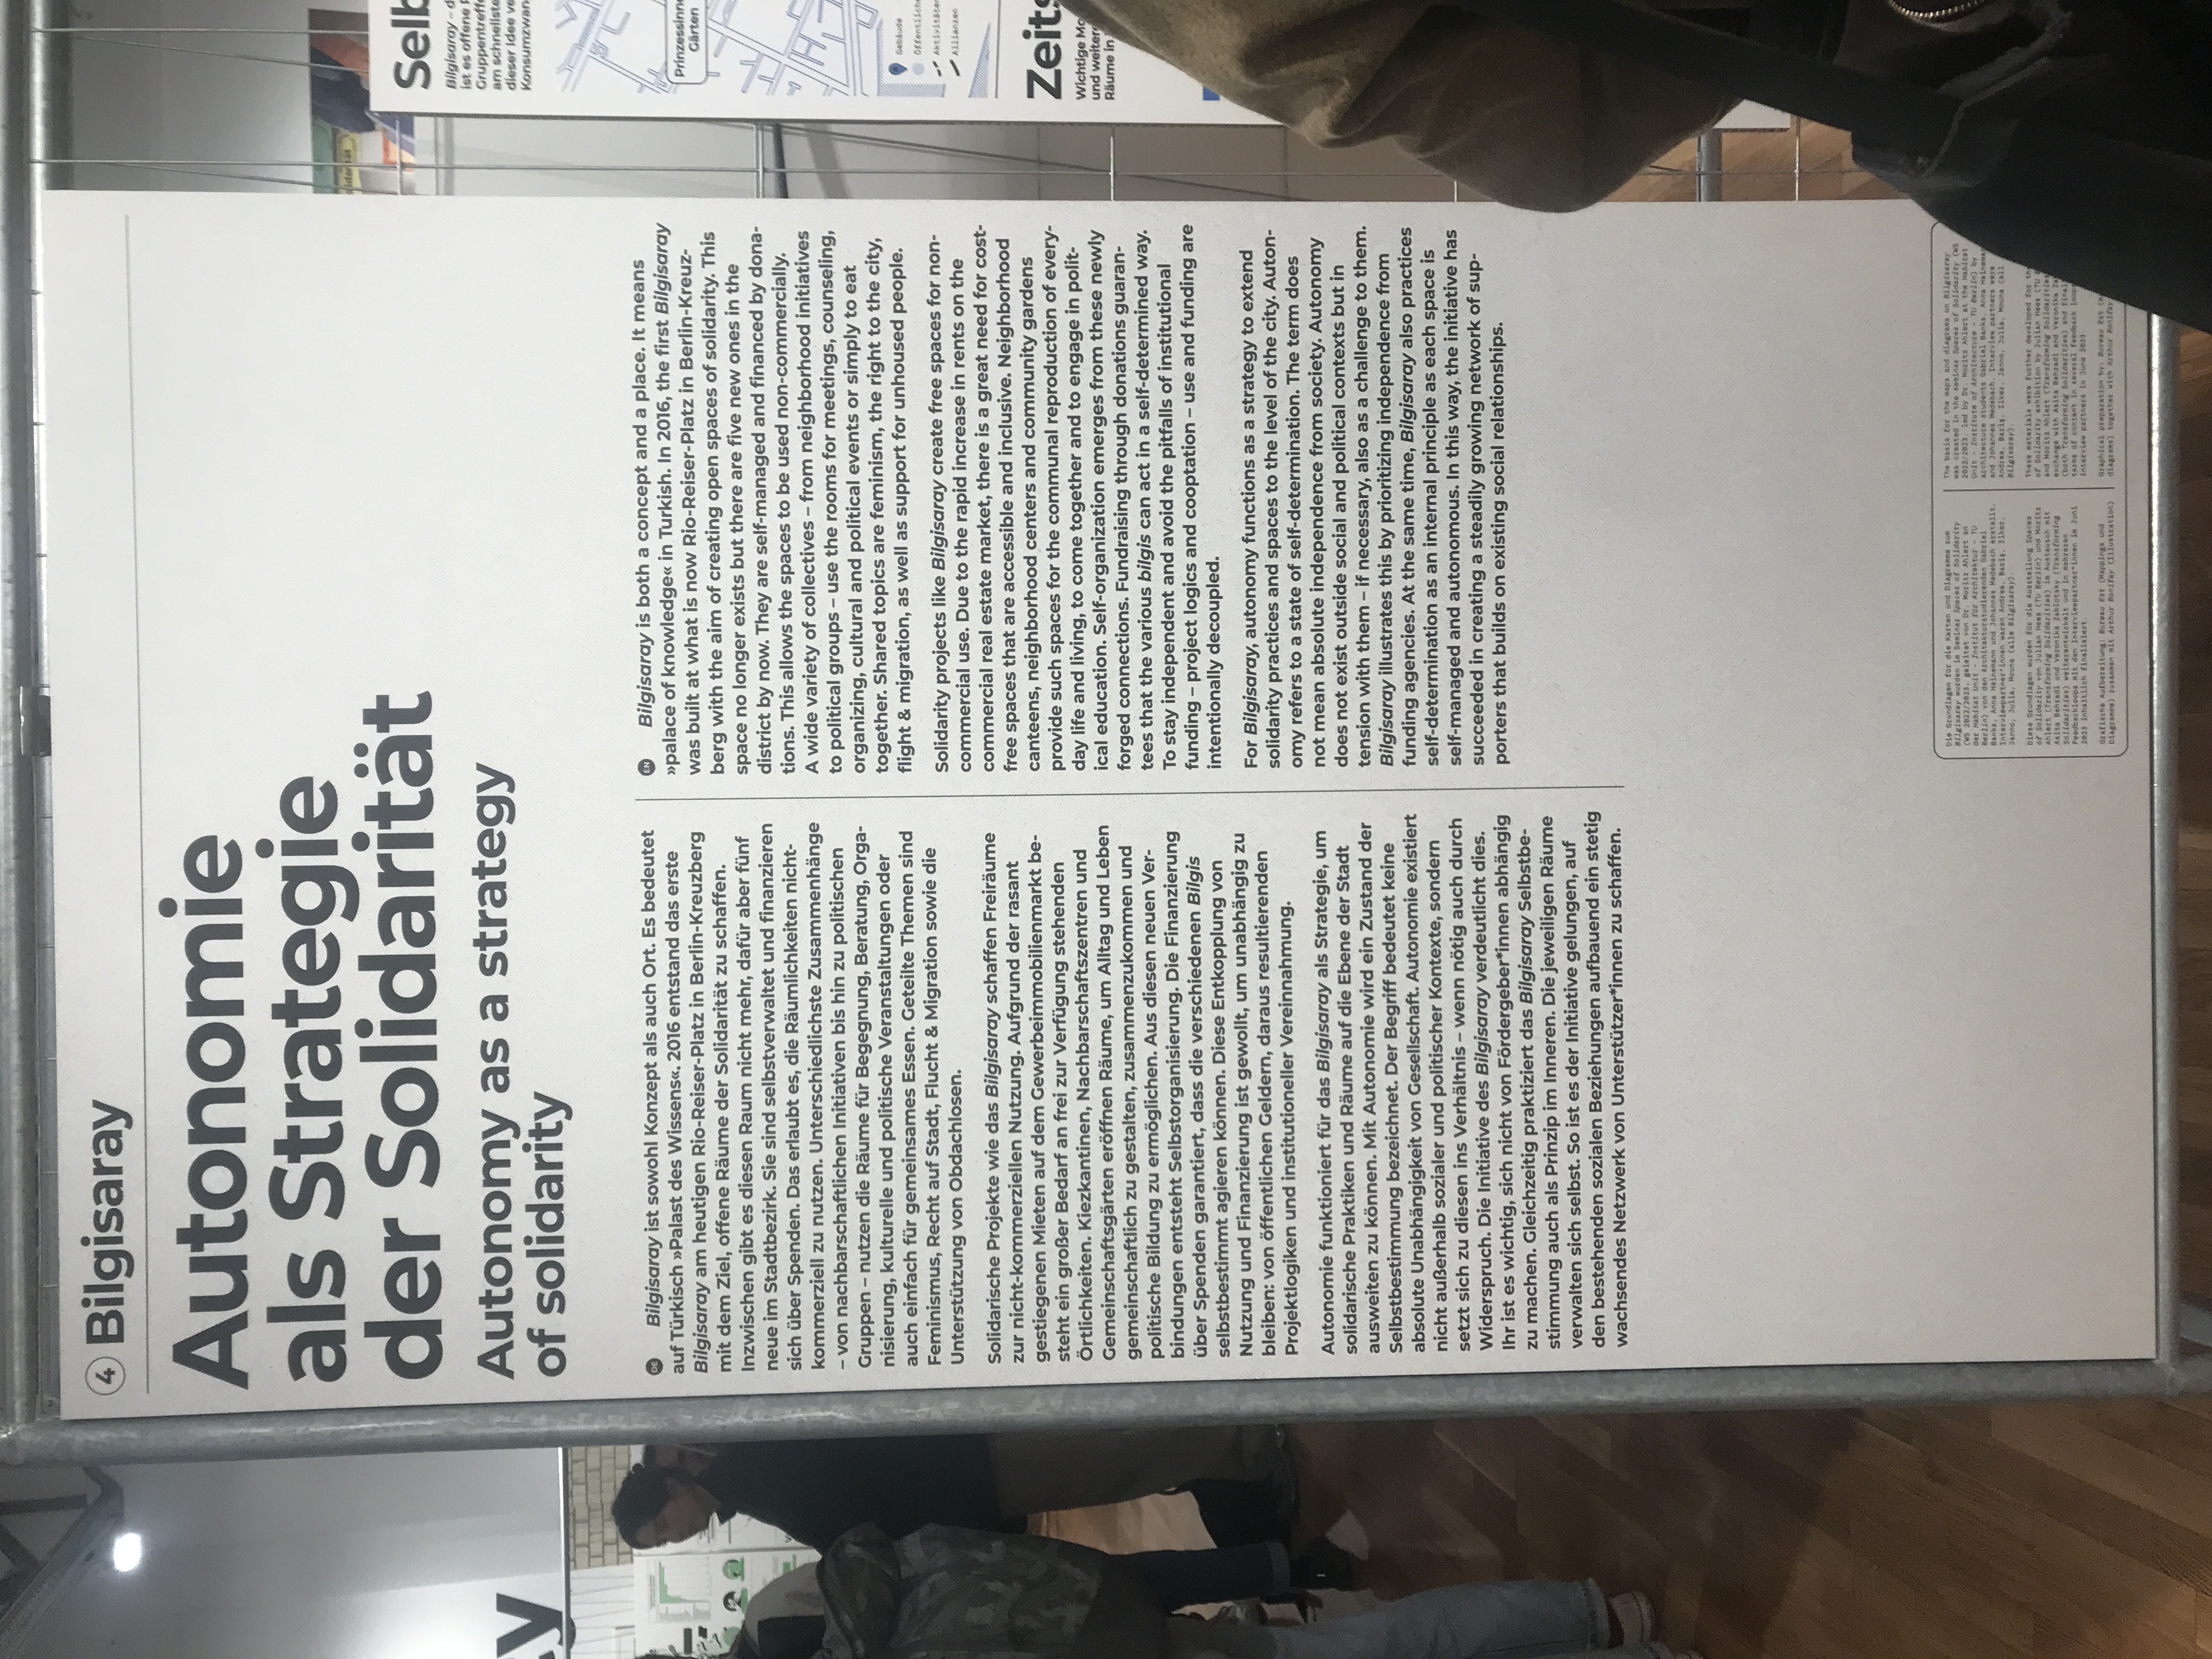 4 Bilgisaray
Autonomie
als Strategie
der Solidarität
Autonomy as a strategy
of solidarity
DE Bilgisaray ist sowohl Konzept als auch Ort. Es bedeutet
auf Türkisch »Palast des Wissens«. 2016 entstand das erste
Bilgisaray am heutigen Rio-Reiser-Platz in Berlin-Kreuzberg
mit dem Ziel, offene Räume der Solidarität zu schaffen.
Inzwischen gibt es diesen Raum nicht mehr, dafür aber fünf
neue im Stadtbezirk. Sie sind selbstverwaltet und finanzieren
sich über Spenden. Das erlaubt es, die Räumlichkeiten nicht-
kommerziell zu nutzen. Unterschiedlichste Zusammenhänge
– von nachbarschaftlichen Initiativen bis hin zu politischen
Gruppen – nutzen die Räume für Begegnung, Beratung, Orga-
nisierung, kulturelle und politische Veranstaltungen oder
auch einfach für gemeinsames Essen. Geteilte Themen sind
Feminismus, Recht auf Stadt, Flucht & Migration sowie die
Unterstützung von Obdachlosen.
Solidarische Projekte wie das Bilgisaray schaffen Freiräume
zur nicht-kommerziellen Nutzung. Aufgrund der rasant
gestiegenen Mieten auf dem Gewerbeimmobilienmarkt be-
steht ein großer Bedarf an frei zur Verfügung stehenden
Örtlichkeiten. Kiezkantinen, Nachbarschaftszentren und
Gemeinschaftsgärten eröffnen Räume, um Alltag und Leben
gemeinschaftlich zu gestalten, zusammenzukommen und
politische Bildung zu ermöglichen. Aus diesen neuen Ver-
bindungen entsteht Selbstorganisierung. Die Finanzierung
über Spenden garantiert, dass die verschiedenen Bilgis
selbstbestimmt agieren können. Diese Entkopplung von
Nutzung und Finanzierung ist gewollt, um unabhängig zu
bleiben: von öffentlichen Geldern, daraus resultierenden
Projektlogiken und institutioneller Vereinnahmung.
Autonomie funktioniert für das Bilgisaray als Strategie, um
solidarische Praktiken und Räume auf die Ebene der Stadt
ausweiten zu können. Mit Autonomie wird ein Zustand der
Selbstbestimmung bezeichnet. Der Begriff bedeutet keine
absolute Unabhängigkeit von Gesellschaft. Autonomie existiert
nicht außerhalb sozialer und politischer Kontexte, sondern
setzt sich zu diesen ins Verhältnis – wenn nötig auch durch
Widerspruch. Die Initiative des Bilgisaray verdeutlicht dies.
Ihr ist es wichtig, sich nicht von Fördergeber*innen abhängig
zu machen. Gleichzeitig praktiziert das Bilgisaray Selbstbe-
stimmung auch als Prinzip im Inneren. Die jeweiligen Räume
verwalten sich selbst. So ist es der Initiative gelungen, auf
den bestehenden sozialen Beziehungen aufbauend ein stetig
wachsendes Netzwerk von Unterstützer*innen zu schaffen.
EN Bilgisaray is both a concept and a place. It means
»palace of knowledge« in Turkish. In 2016, the first Bilgisaray
was built at what is now Rio-Reiser-Platz in Berlin-Kreuz-
berg with the aim of creating open spaces of solidarity. This
space no longer exists but there are five new ones in the
district by now. They are self-managed and financed by dona-
tions. This allows the spaces to be used non-commercially.
A wide variety of collectives – from neighborhood initiatives
to political groups – use the rooms for meetings, counseling,
organizing, cultural and political events or simply to eat
together. Shared topics are feminism, the right to the city,
flight & migration, as well as support for unhoused people.
Solidarity projects like Bilgisaray create free spaces for non-
commercial use. Due to the rapid increase in rents on the
commercial real estate market, there is a great need for cost-
free spaces that are accessible and inclusive. Neighborhood
canteens, neighborhood centers and community gardens
provide such spaces for the communal reproduction of every-
day life and living, to come together and to engage in polit-
ical education. Self-organization emerges from these newly
forged connections. Fundraising through donations guaran-
tees that the various bilgis can act in a self-determined way.
To stay independent and avoid the pitfalls of institutional
funding – project logics and cooptation – use and funding are
intentionally decoupled.
For Bilgisaray, autonomy functions as a strategy to extend
solidarity practices and spaces to the level of the city. Auton-
omy refers to a state of self-determination. The term does
not mean absolute independence from society. Autonomy
does not exist outside social and political contexts but in
tension with them – if necessary, also as a challenge to them.
Bilgisaray illustrates this by prioritizing independence from
funding agencies. At the same time, Bilgisaray also practices
self-determination as an internal principle as each space is
self-managed and autonomous. In this way, the initiative has
succeeded in creating a steadily growing network of sup-
porters that builds on existing social relationships.
Die Grundlagen für die Karten und Diagramme zum
Bilgisaray wurden im Seminar Spaces of Solidarity
(WS 2022/2023, geleitet von Dr. Moritz Ahlert an
der Habitat Unit - Institut für Architektur - TU
Berlin) von den Architekturstudierenden Gabriel
Banks, Anna Heinemann und Johannes Medebach erstellt.
Interviewpartner*innen waren Andrea, Barış, İlker,
Janno, Julia, Mouna (alle Bilgisaray).
Diese Grundlagen wurden für die Ausstellung Spaces
of Solidarity von Julian Hees (TU Berlin) und Moritz
Ahlert (Transforming Solidarities) im Austausch mit
Asita Behzadi und Veronika Zablotsky (Transforming
Solidarities) weiterentwickelt und in mehreren
Feedbackloops mit den Interviewpartner*innen im Juni
2023 inhaltlich finalisiert.
Grafische Aufbereitung: Bureau Est (Mappings und
Diagramme) zusammen mit Arthur Bonifay (Illustration)
The basis for the maps and diagrams on Bilgisaray
was created in the seminar Spaces of Solidarity (WS
2022/2023, led by Dr. Moritz Ahlert at the Habitat
Unit - Institute of Architecture - TU Berlin) by
architecture students Gabriel Banks, Anna Heineman
and Johannes Medebach. Interview partners were
Andrea, Barış, İlker, Janno, Julia, Mouna (all
Bilgisaray).
These materials were further developed for th
of Solidarity exhibition by Julian Hees (TU B
and Moritz Ahlert (Transforming Solidarities
exchange with Asita Behzadi and Veronika Za
(both Transforming Solidarities) and final
terms of content in several feedback loop
interview partners in June 2023.
Graphical preparation by: Bureau Est (m
diagrams) together with Arthur Bonifay
ty
Selb
Bilgisaray – d
ist es offene
Gruppentreff
am schnellste
dieser Idee ve
Konsumzwan
Prinzessinn
Gärten
Gebäude
Öffentliche
Aktivitäten
Allianzen
Zeits
Wichtige Mo
und weiter
Räume in